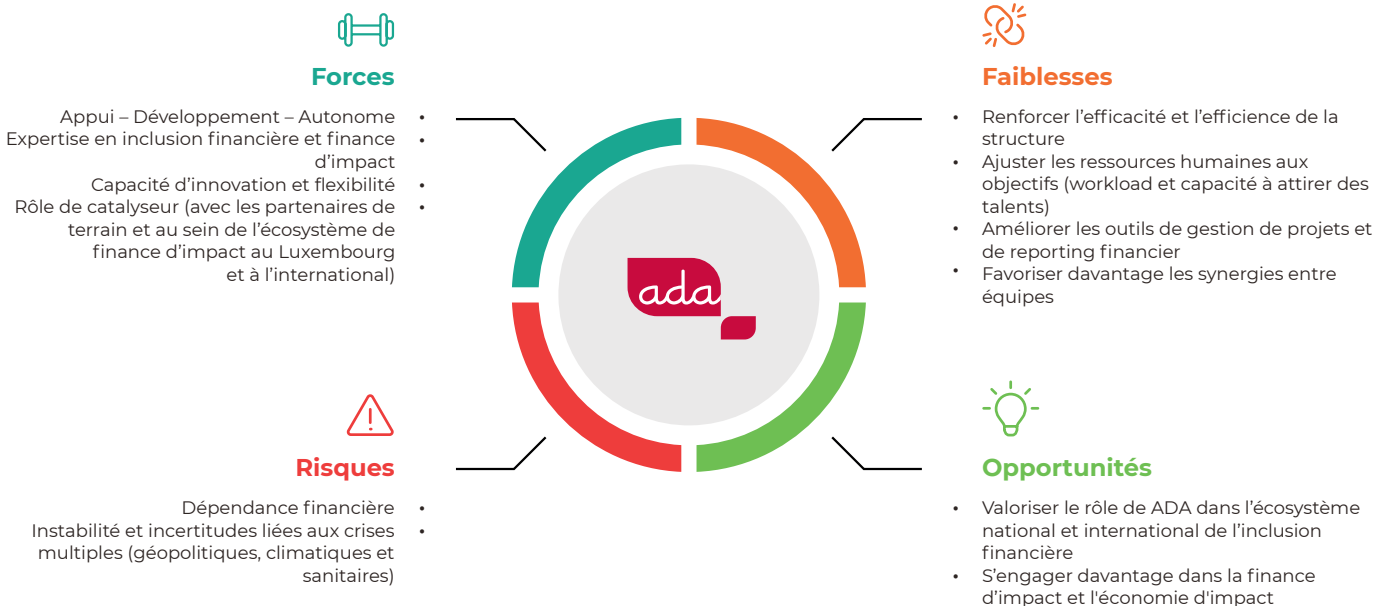 Forces
Appui – Développement – Autonome •
Expertise en inclusion financière et finance •
d’impact
Capacité d’innovation et flexibilité •
Rôle de catalyseur (avec les partenaires de •
terrain et au sein de l’écosystème de
finance d’impact au Luxembourg
et à l’international)
Faiblesses
• Renforcer l’efficacité et l’efficience de la
structure
• Ajuster les ressources humaines aux
objectifs (workload et capacité à attirer des
talents)
• Améliorer les outils de gestion de projets et
de reporting financier
• Favoriser davantage les synergies entre
équipes
ada
Risques
Dépendance financière •
Instabilité et incertitudes liées aux crises •
multiples (géopolitiques, climatiques et
sanitaires)
Opportunités
• Valoriser le rôle de ADA dans l’écosystème
national et international de l’inclusion
financière
• S’engager davantage dans la finance
d’impact et l'économie d'impact